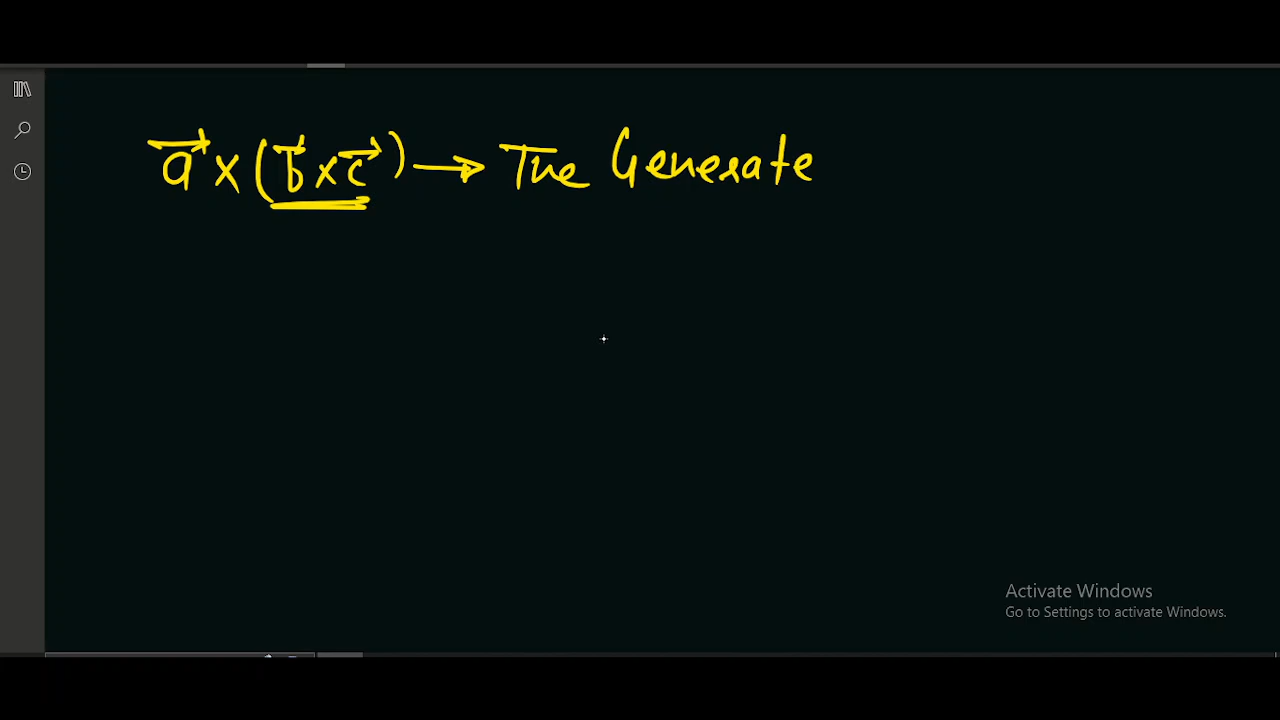 a⃗ x (b⃗ x c⃗) → The Generate
Activate Windows
Go to Settings to activate Windows.